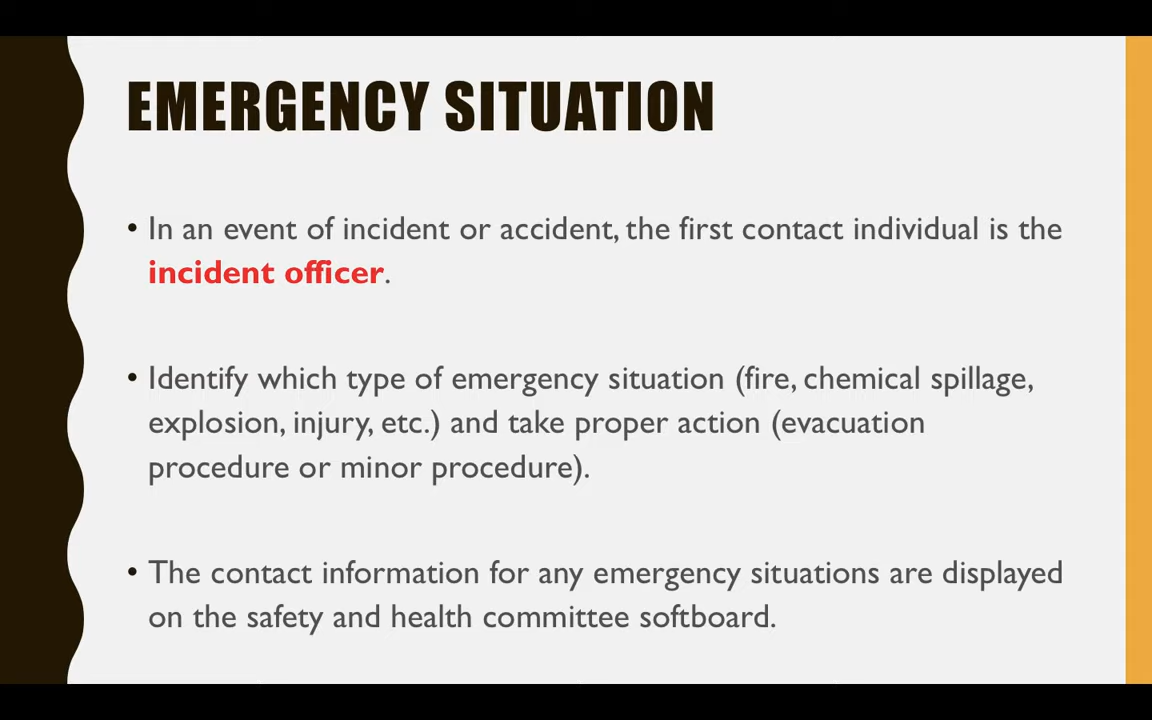 EMERGENCY SITUATION
• In an event of incident or accident, the first contact individual is the
incident officer.
• Identify which type of emergency situation (fire, chemical spillage,
explosion, injury, etc.) and take proper action (evacuation
procedure or minor procedure).
• The contact information for any emergency situations are displayed
on the safety and health committee softboard.